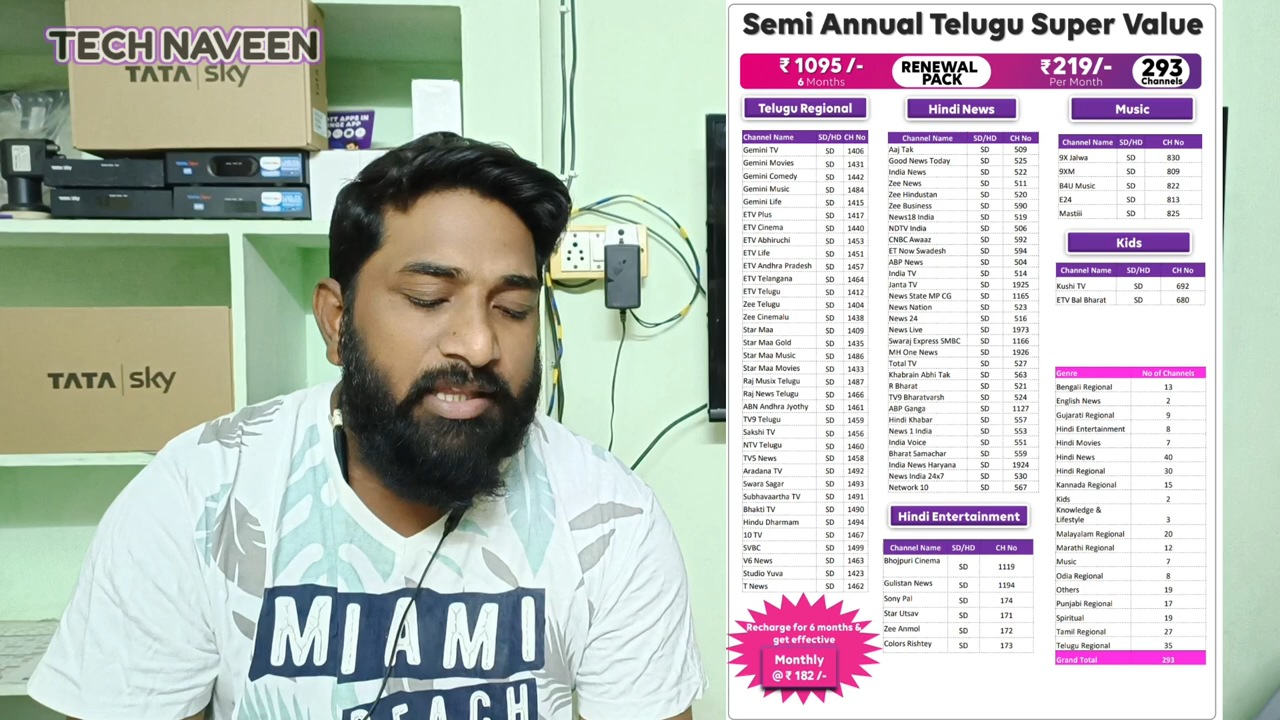 TECH NAVEEN
TATA sky
TATA sky
MIAMI
BEACH
Semi Annual Telugu Super Value
₹ 1095 /-
6 Months
RENEWAL
PACK
₹219/-
Per Month
293
Channels
Telugu Regional
Channel Name SD/HD CH No
Gemini TV SD 1406
Gemini Movies SD 1431
Gemini Comedy SD 1442
Gemini Music SD 1484
Gemini Life SD 1415
ETV Plus SD 1417
ETV Cinema SD 1440
ETV Abhiruchi SD 1453
ETV Life SD 1451
ETV Andhra Pradesh SD 1457
ETV Telangana SD 1464
ETV Telugu SD 1412
Zee Telugu SD 1404
Zee Cinemalu SD 1438
Star Maa SD 1409
Star Maa Gold SD 1435
Star Maa Music SD 1486
Star Maa Movies SD 1433
Raj Musix Telugu SD 1487
Raj News Telugu SD 1466
ABN Andhra Jyothy SD 1461
TV9 Telugu SD 1459
Sakshi TV SD 1456
NTV Telugu SD 1460
TV5 News SD 1458
Aradana TV SD 1492
Swara Sagar SD 1493
Subhavaartha TV SD 1491
Bhakti TV SD 1490
Hindu Dharmam SD 1494
10 TV SD 1467
SVBC SD 1499
V6 News SD 1463
Studio Yuva SD 1423
T News SD 1462
Recharge for 6 months &
get effective
Monthly
@ ₹ 182 /-
Hindi News
Channel Name SD/HD CH No
Aaj Tak SD 509
Good News Today SD 525
India News SD 522
Zee News SD 511
Zee Hindustan SD 520
Zee Business SD 590
News18 India SD 519
NDTV India SD 506
CNBC Awaaz SD 592
ET Now Swadesh SD 594
ABP News SD 504
India TV SD 514
Janta TV SD 1925
News State MP CG SD 1165
News Nation SD 523
News 24 SD 516
News Live SD 1973
Swaraj Express SMBC SD 1166
MH One News SD 1926
Total TV SD 527
Khabrain Abhi Tak SD 563
R Bharat SD 521
TV9 Bharatvarsh SD 524
ABP Ganga SD 1127
Hindi Khabar SD 557
News 1 India SD 553
India Voice SD 551
Bharat Samachar SD 559
India News Haryana SD 1924
News India 24x7 SD 530
Network 10 SD 567
Hindi Entertainment
Channel Name SD/HD CH No
Bhojpuri Cinema SD 1119
Gulistan News SD 1194
Sony Pal SD 174
Star Utsav SD 171
Zee Anmol SD 172
Colors Rishtey SD 173
Music
Channel Name SD/HD CH No
9X Jalwa SD 830
9XM SD 809
B4U Music SD 822
E24 SD 813
Mastiii SD 825
Kids
Channel Name SD/HD CH No
Kushi TV SD 692
ETV Bal Bharat SD 680
Genre No of Channels
Bengali Regional 13
English News 2
Gujarati Regional 9
Hindi Entertainment 8
Hindi Movies 7
Hindi News 40
Hindi Regional 30
Kannada Regional 15
Kids 2
Knowledge &
Lifestyle 3
Malayalam Regional 20
Marathi Regional 12
Music 7
Odia Regional 8
Others 19
Punjabi Regional 17
Spiritual 19
Tamil Regional 27
Telugu Regional 35
Grand Total 293